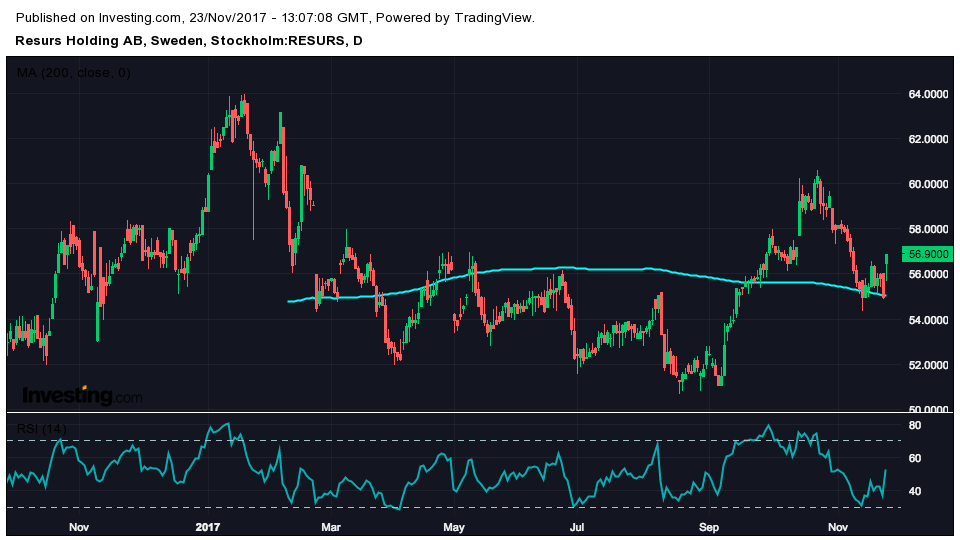 Published on Investing.com, 23/Nov/2017 - 13:07:08 GMT, Powered by TradingView.
Resurs Holding AB, Sweden, Stockholm:RESURS, D
MA (200, close, 0)
64.0000
62.0000
60.0000
58.0000
56.9000
56.0000
54.0000
52.0000
50.0000
Investing.com
RSI (14)
80
60
40
Nov 2017 Mar May Jul Sep Nov